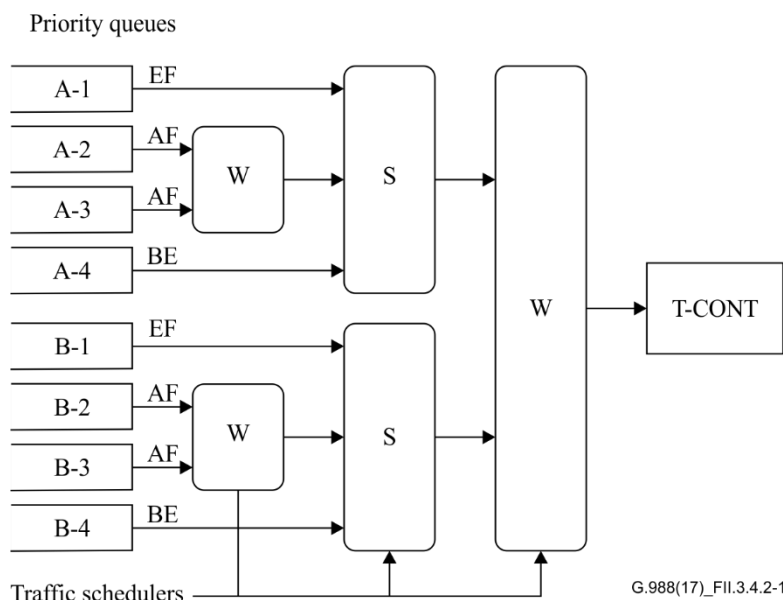 Priority queues
A-1
EF
A-2
AF
W
A-3
AF
S
A-4
BE
W
T-CONT
B-1
EF
B-2
AF
W
B-3
AF
S
B-4
BE
Traffic schedulers
G.988(17)_FII.3.4.2-1